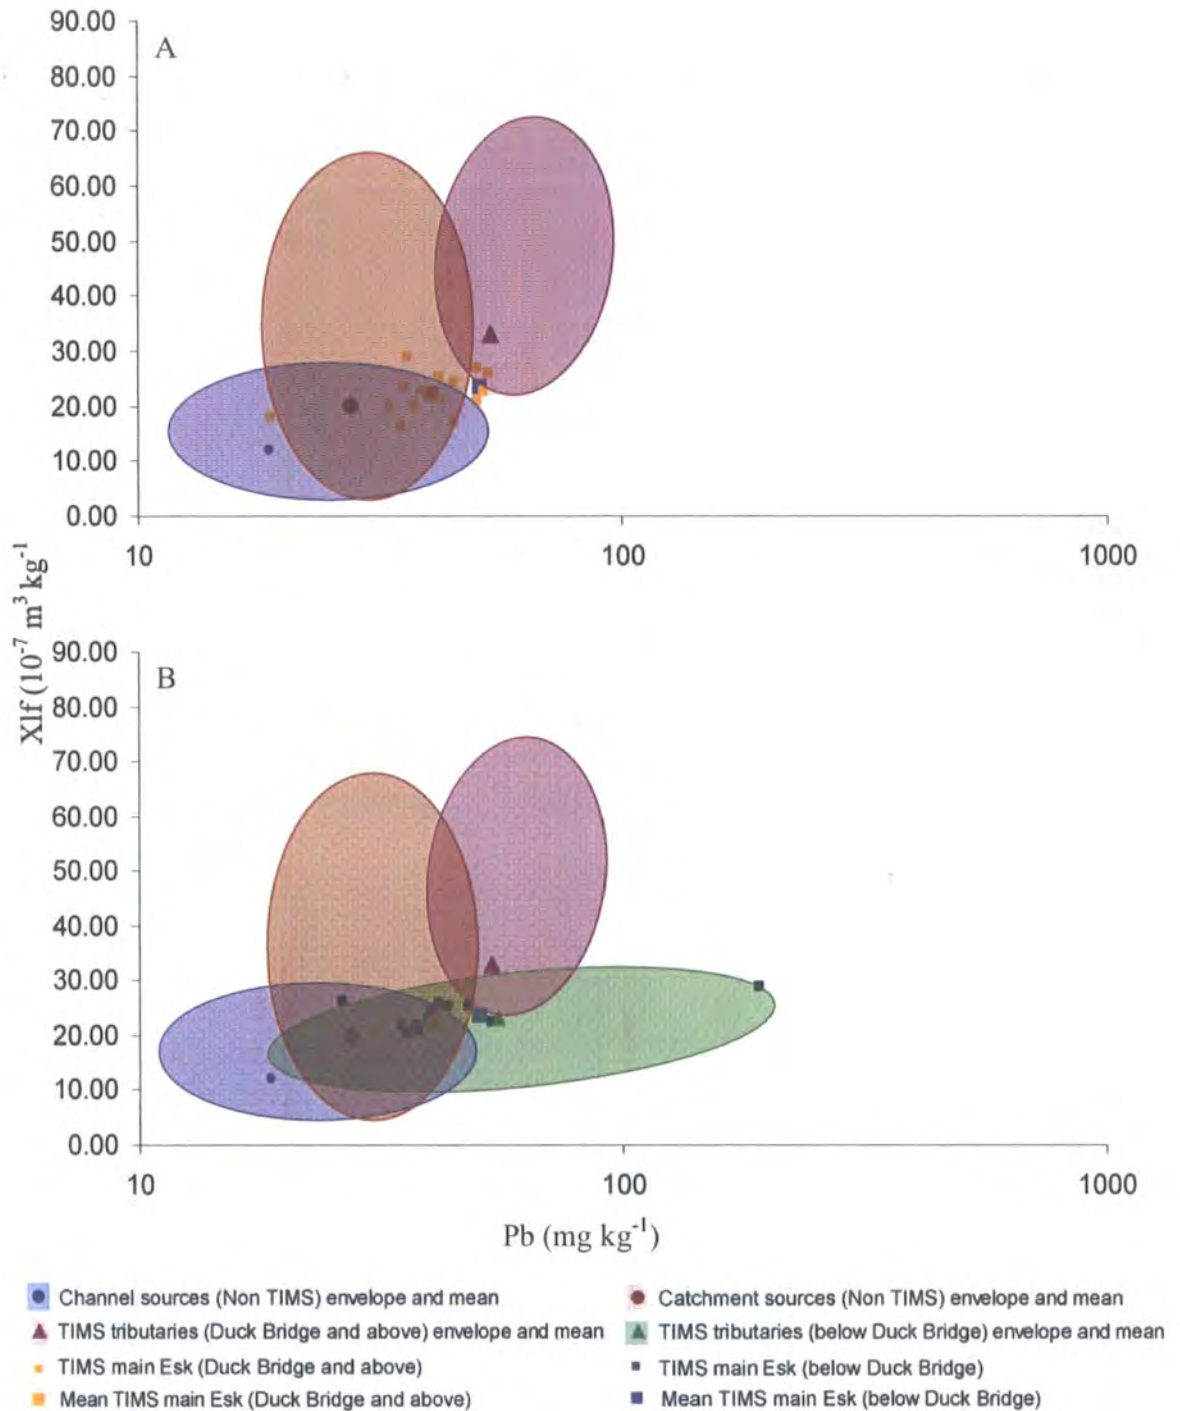 90.00
A
80.00
70.00
60.00
50.00
40.00
30.00
20.00
10.00
0.00
10 100 1000
Xlf (10⁻⁷ m³ kg⁻¹)
90.00
B
80.00
70.00
60.00
50.00
40.00
30.00
20.00
10.00
0.00
10 100 1000
Pb (mg kg⁻¹)
Channel sources (Non TIMS) envelope and mean
Catchment sources (Non TIMS) envelope and mean
TIMS tributaries (Duck Bridge and above) envelope and mean
TIMS tributaries (below Duck Bridge) envelope and mean
TIMS main Esk (Duck Bridge and above)
TIMS main Esk (below Duck Bridge)
Mean TIMS main Esk (Duck Bridge and above)
Mean TIMS main Esk (below Duck Bridge)